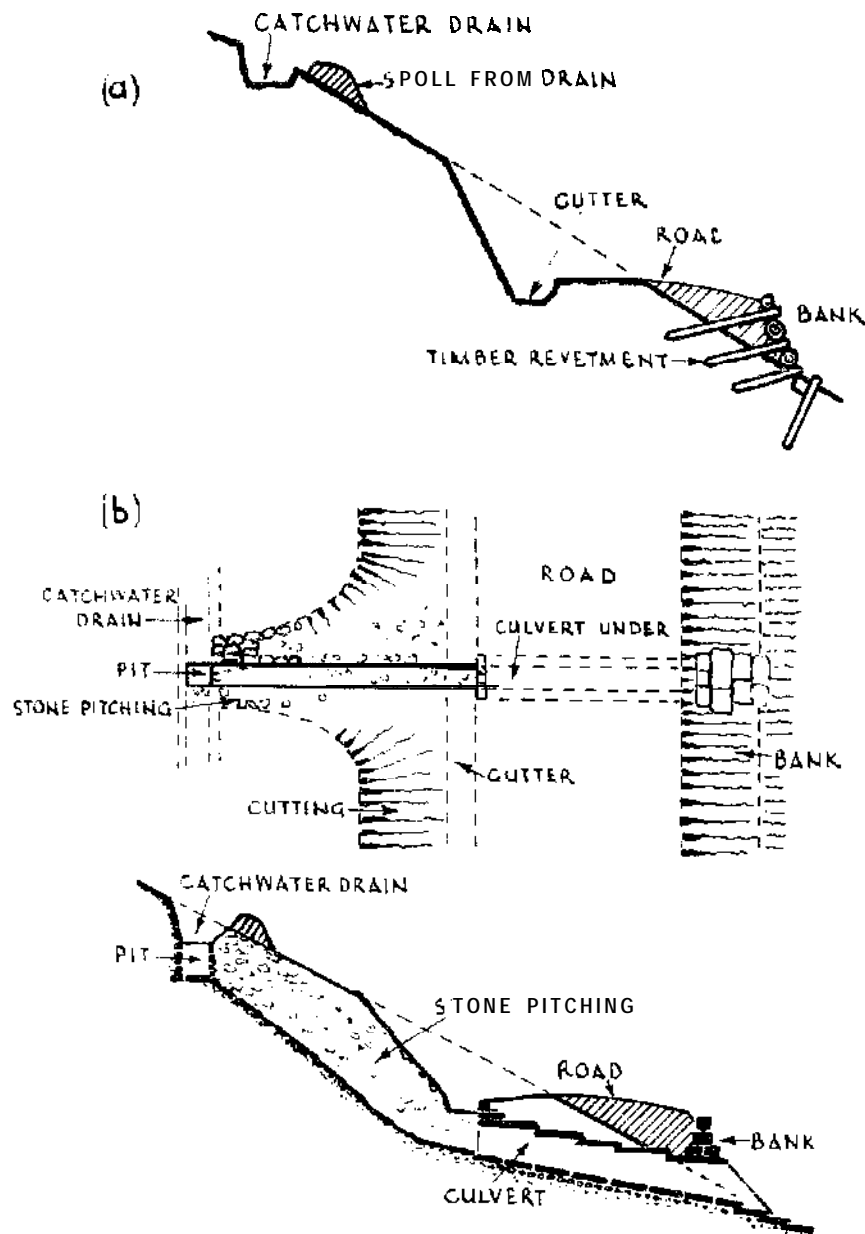 CATCHWATER DRAIN
(a)
SPOLL FROM DRAIN
GUTTER
ROAD
BANK
TIMBER REVETMENT
(b)
CATCHWATER
DRAIN
ROAD
CULVERT UNDER
PIT
STONE PITCHING
BANK
GUTTER
CUTTING
CATCHWATER DRAIN
PIT
STONE PITCHING
ROAD
BANK
CULVERT